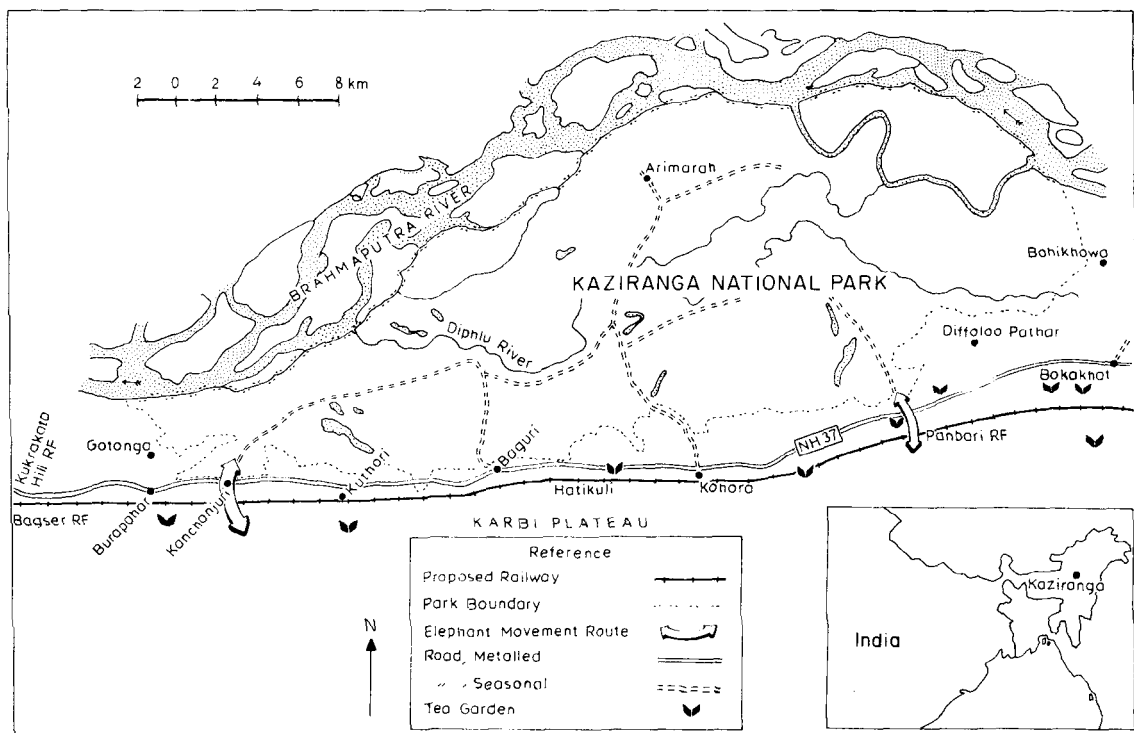 2 0 2 4 6 8 km
Arimarah
BRAHMAPUTRA RIVER
Bohikhowa
KAZIRANGA NATIONAL PARK
Diphlu River
Diffoloo Pathar
Bokakhat
NH 37
Panbari RF
Gotonga
Kukrakata
Hili RF
Baguri
Kuthori
Hatikuli
Kohora
Bagser RF
Burapahar
Kanchanjuri
KARBI PLATEAU
Reference
Proposed Railway
Park Boundary
Elephant Movement Route
Road, Metalled
,, ,, Seasonal
Tea Garden
N
Kaziranga
India